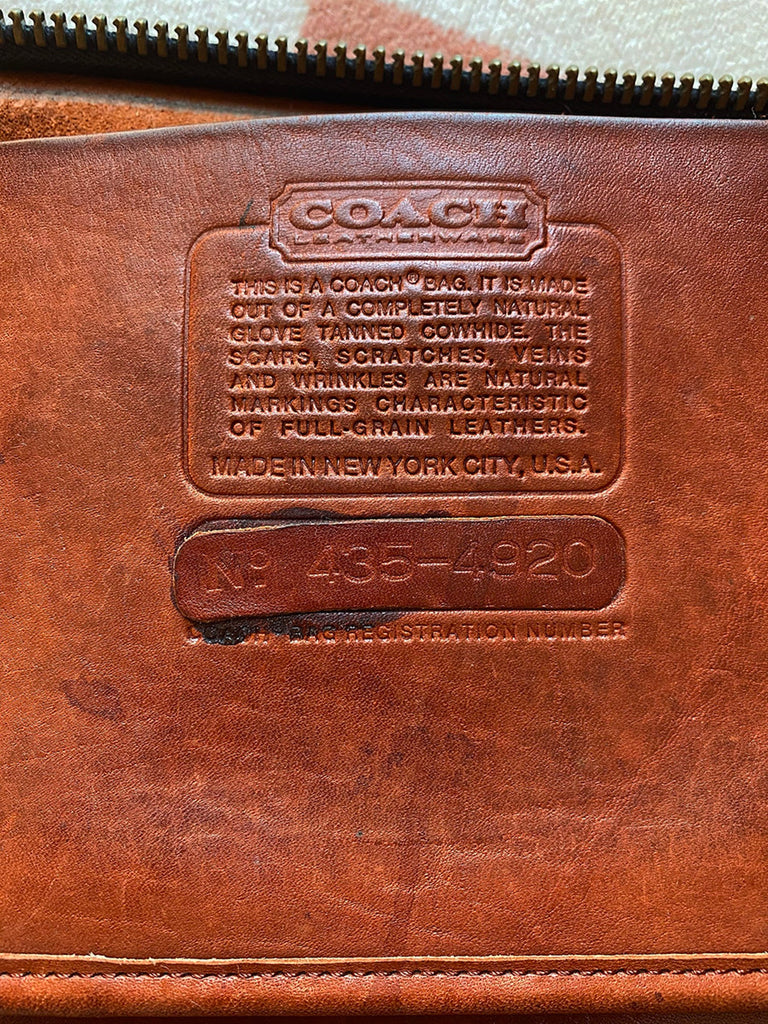 COACH
LEATHERWARE
THIS IS A COACH® BAG. IT IS MADE
OUT OF A COMPLETELY NATURAL
GLOVE TANNED COWHIDE. THE
SCARS, SCRATCHES, VEINS
AND WRINKLES ARE NATURAL
MARKINGS CHARACTERISTIC
OF FULL-GRAIN LEATHERS.
MADE IN NEW YORK CITY, U.S.A.
Nº 435-4920
BAG REGISTRATION NUMBER